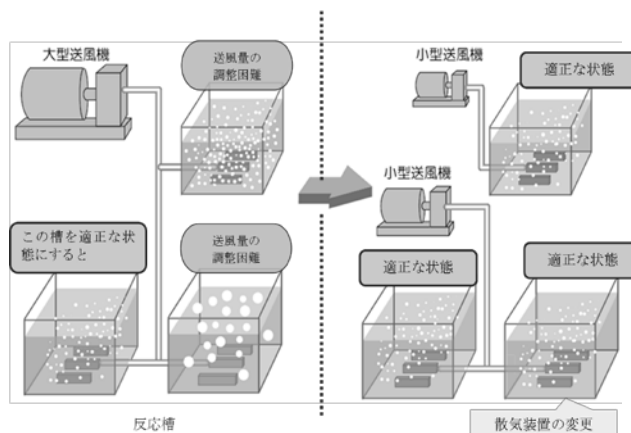 大型送風機
送風量の
調整困難
この槽を適正な状
態にすると
送風量の
調整困難
反応槽
小型送風機
適正な状態
小型送風機
適正な状態
適正な状態
散気装置の変更